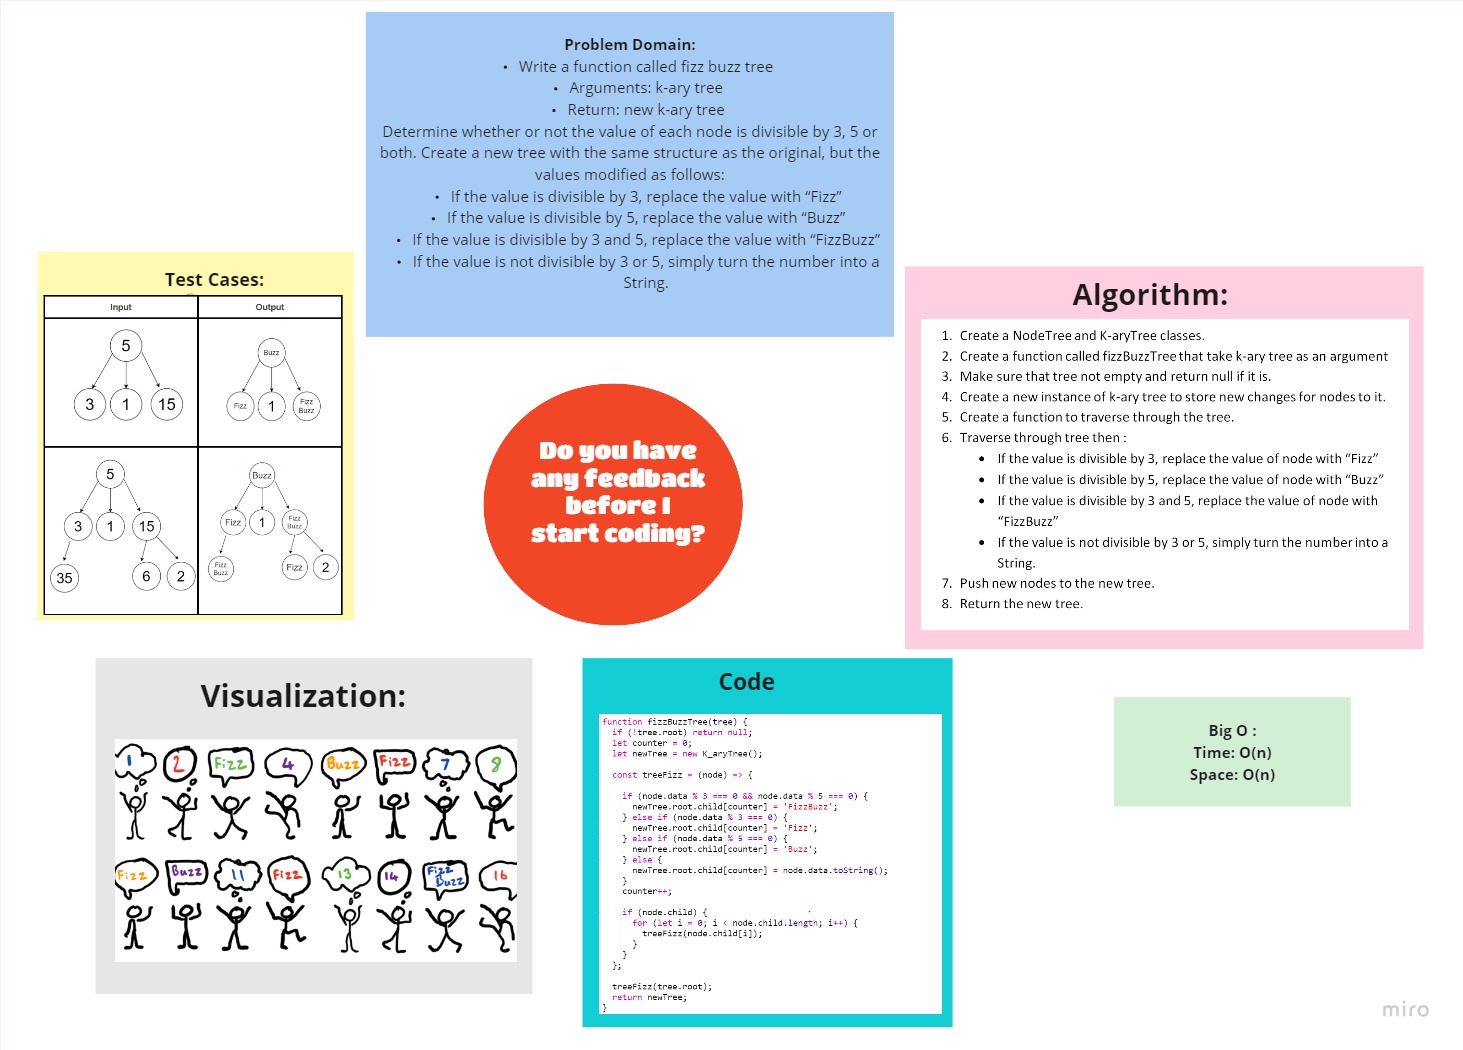 Problem Domain:
• Write a function called fizz buzz tree
• Arguments: k-ary tree
• Return: new k-ary tree
Determine whether or not the value of each node is divisible by 3, 5 or
both. Create a new tree with the same structure as the original, but the
values modified as follows:
• If the value is divisible by 3, replace the value with “Fizz”
• If the value is divisible by 5, replace the value with “Buzz”
• If the value is divisible by 3 and 5, replace the value with “FizzBuzz”
• If the value is not divisible by 3 or 5, simply turn the number into a
String.
Test Cases:
Input Output
5
3 1 15
Buzz
Fizz 1 Fizz
Buzz
5
3 1 15
35 6 2
Buzz
Fizz 1 Fizz
Buzz
Fizz
Buzz
Fizz 2
Do you have
any feedback
before I
start coding?
Algorithm:
1. Create a NodeTree and K-aryTree classes.
2. Create a function called fizzBuzzTree that take k-ary tree as an argument
3. Make sure that tree not empty and return null if it is.
4. Create a new instance of k-ary tree to store new changes for nodes to it.
5. Create a function to traverse through the tree.
6. Traverse through tree then :
• If the value is divisible by 3, replace the value of node with “Fizz”
• If the value is divisible by 5, replace the value of node with “Buzz”
• If the value is divisible by 3 and 5, replace the value of node with
“FizzBuzz”
• If the value is not divisible by 3 or 5, simply turn the number into a
String.
7. Push new nodes to the new tree.
8. Return the new tree.
Visualization:
1 2 Fizz 4 Buzz Fizz 7 8
Fizz Buzz 11 Fizz 13 14 Fizz Buzz 16
Code
function fizzBuzzTree(tree) {
if (!tree.root) return null;
let counter = 0;
let newTree = new K_aryTree();
const treeFizz = (node) => {
if (node.data % 3 === 0 && node.data % 5 === 0) {
newTree.root.child[counter] = 'FizzBuzz';
} else if (node.data % 3 === 0) {
newTree.root.child[counter] = 'Fizz';
} else if (node.data % 5 === 0) {
newTree.root.child[counter] = 'Buzz';
} else {
newTree.root.child[counter] = node.data.toString();
}
counter++;
if (node.child) {
for (let i = 0; i < node.child.length; i++) {
treeFizz(node.child[i]);
}
}
};
treeFizz(tree.root);
return newTree;
}
Big O :
Time: O(n)
Space: O(n)
miro